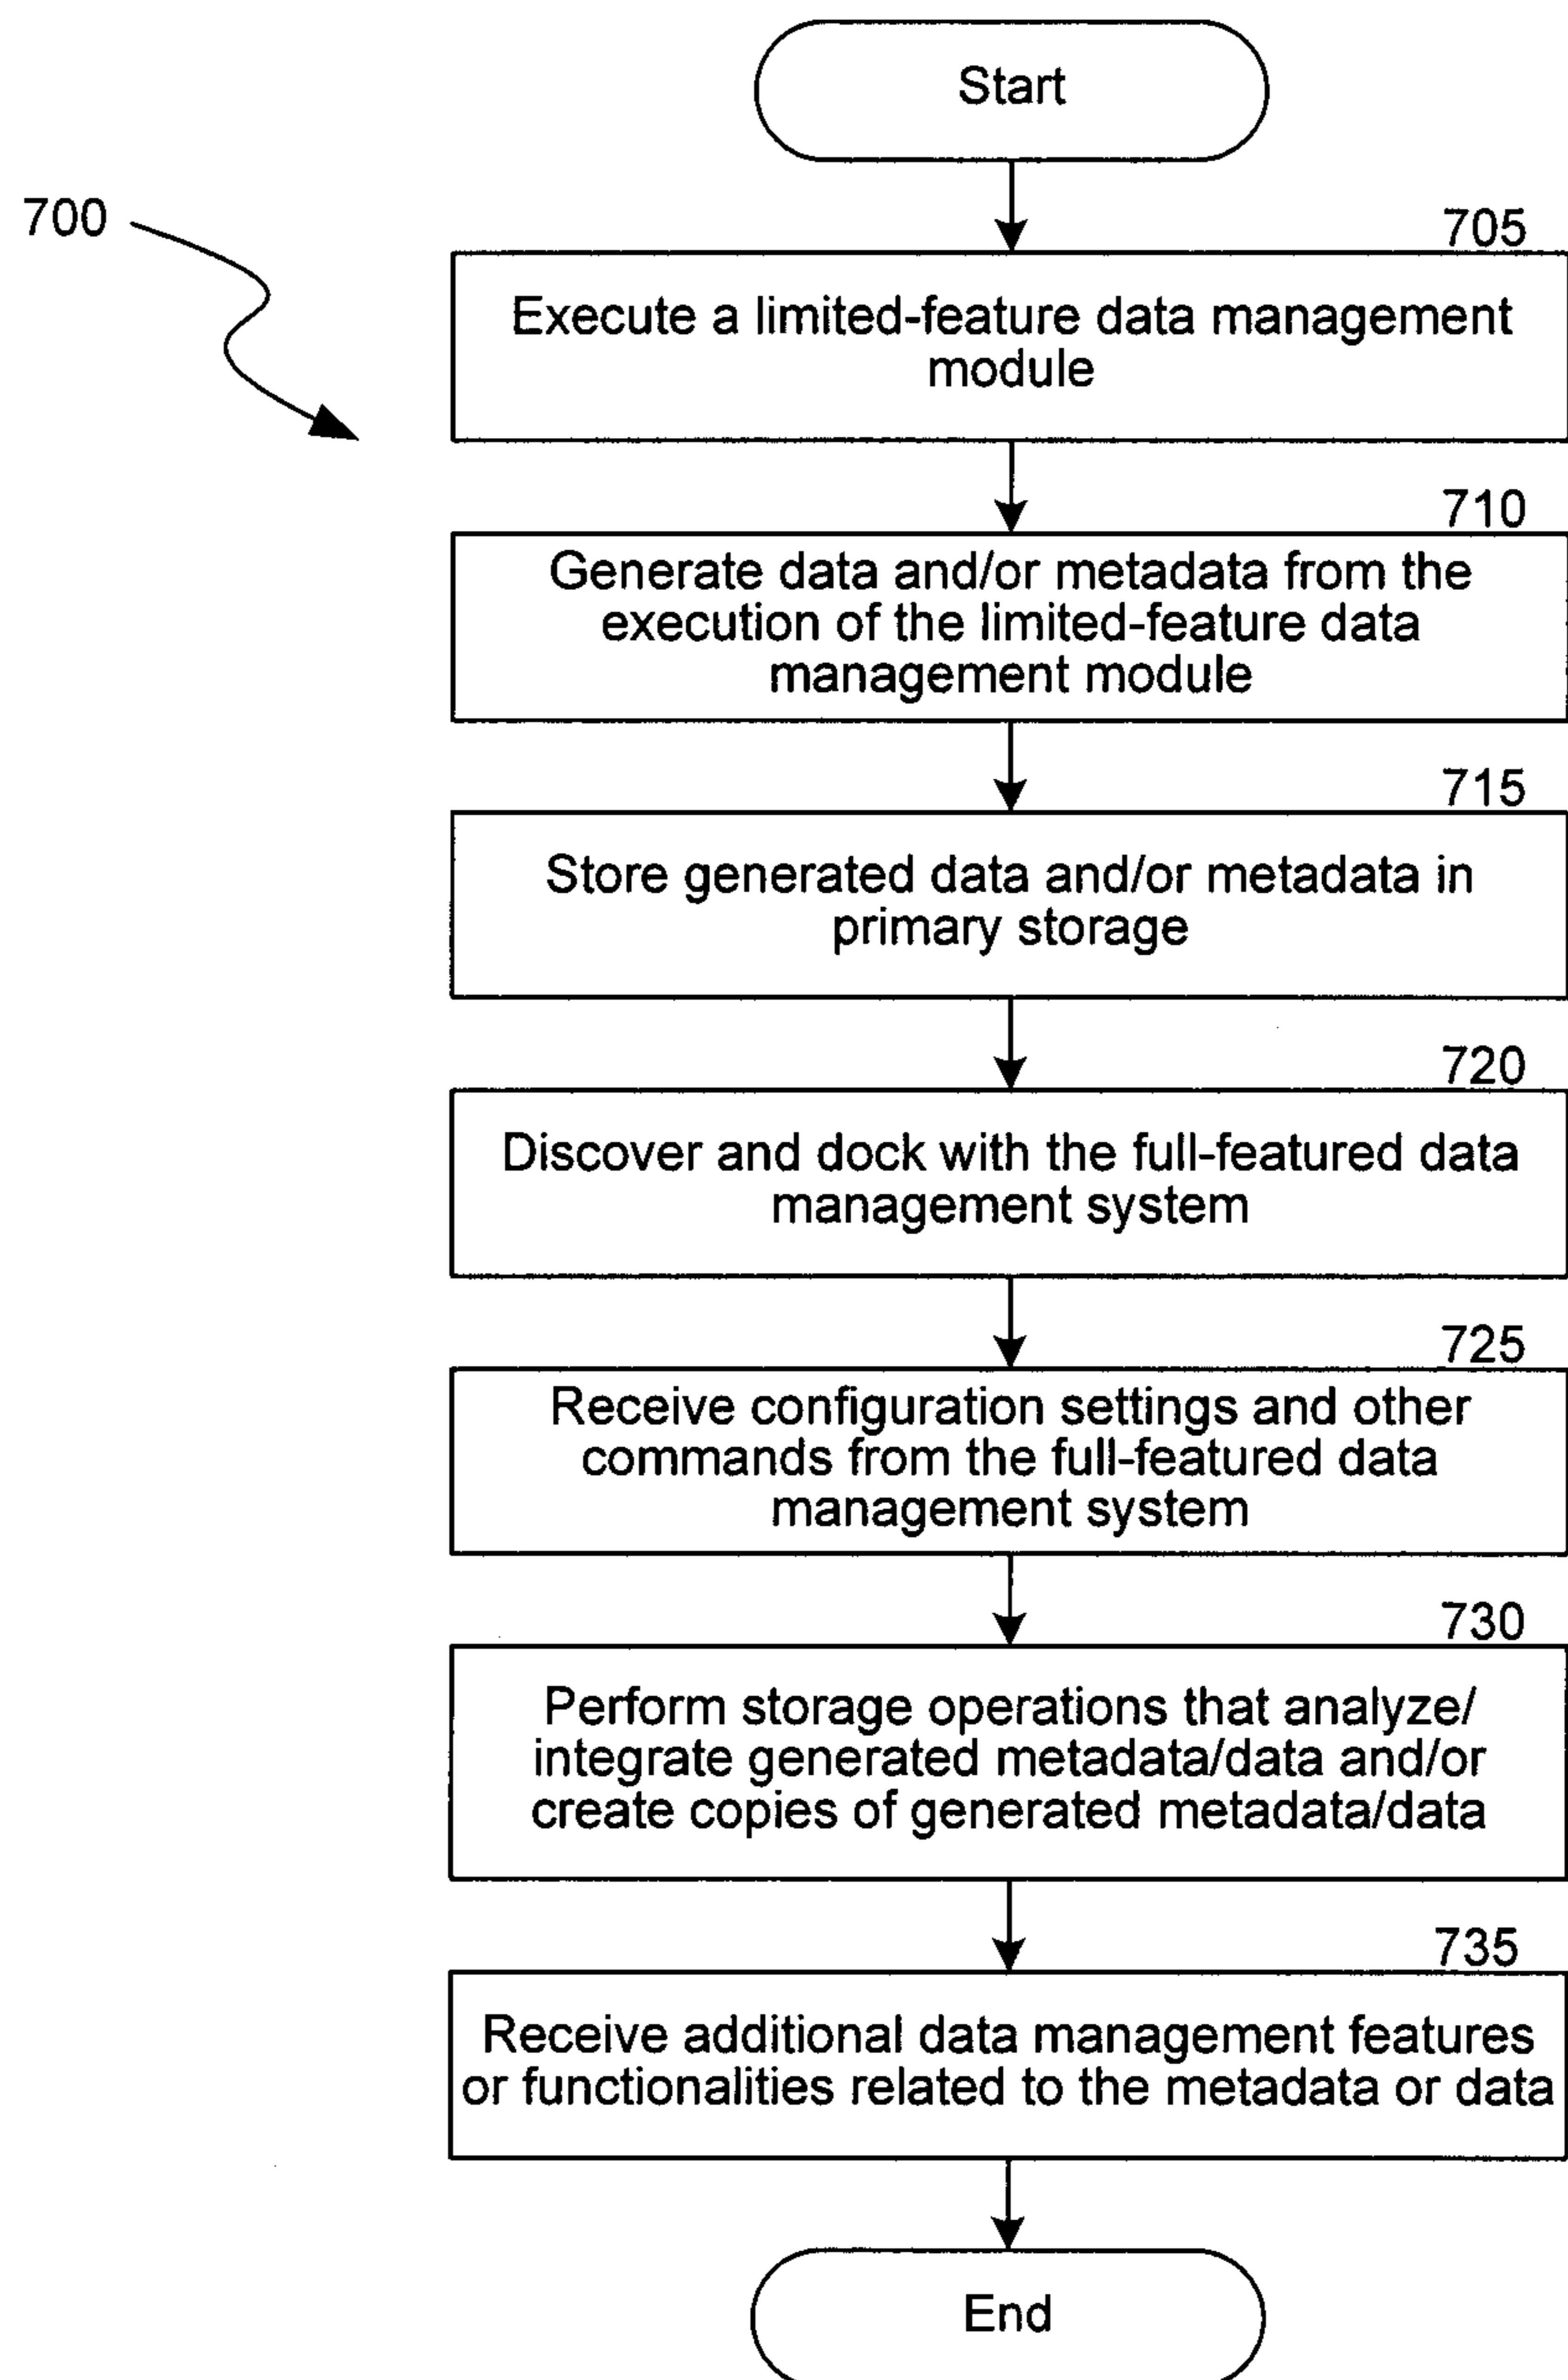 Start
700
705
Execute a limited-feature data management
module
710
Generate data and/or metadata from the
execution of the limited-feature data
management module
715
Store generated data and/or metadata in
primary storage
720
Discover and dock with the full-featured data
management system
725
Receive configuration settings and other
commands from the full-featured data
management system
730
Perform storage operations that analyze/
integrate generated metadata/data and/or
create copies of generated metadata/data
735
Receive additional data management features
or functionalities related to the metadata or data
End